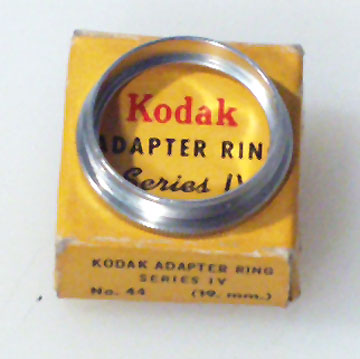 Kodak
ADAPTER RIN
Series IV
KODAK ADAPTER RING
SERIES IV
No. 44 (19. mm.)